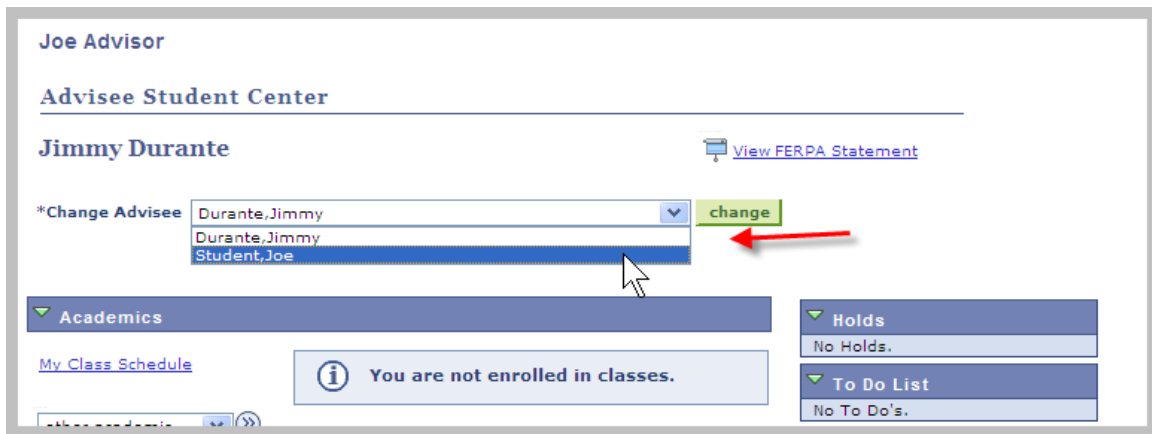 Joe Advisor
Advisee Student Center
Jimmy Durante
View FERPA Statement
*Change Advisee Durante,Jimmy change
Durante,Jimmy
Student,Joe
Academics
Holds
No Holds.
My Class Schedule
You are not enrolled in classes.
To Do List
No To Do's.
other academic